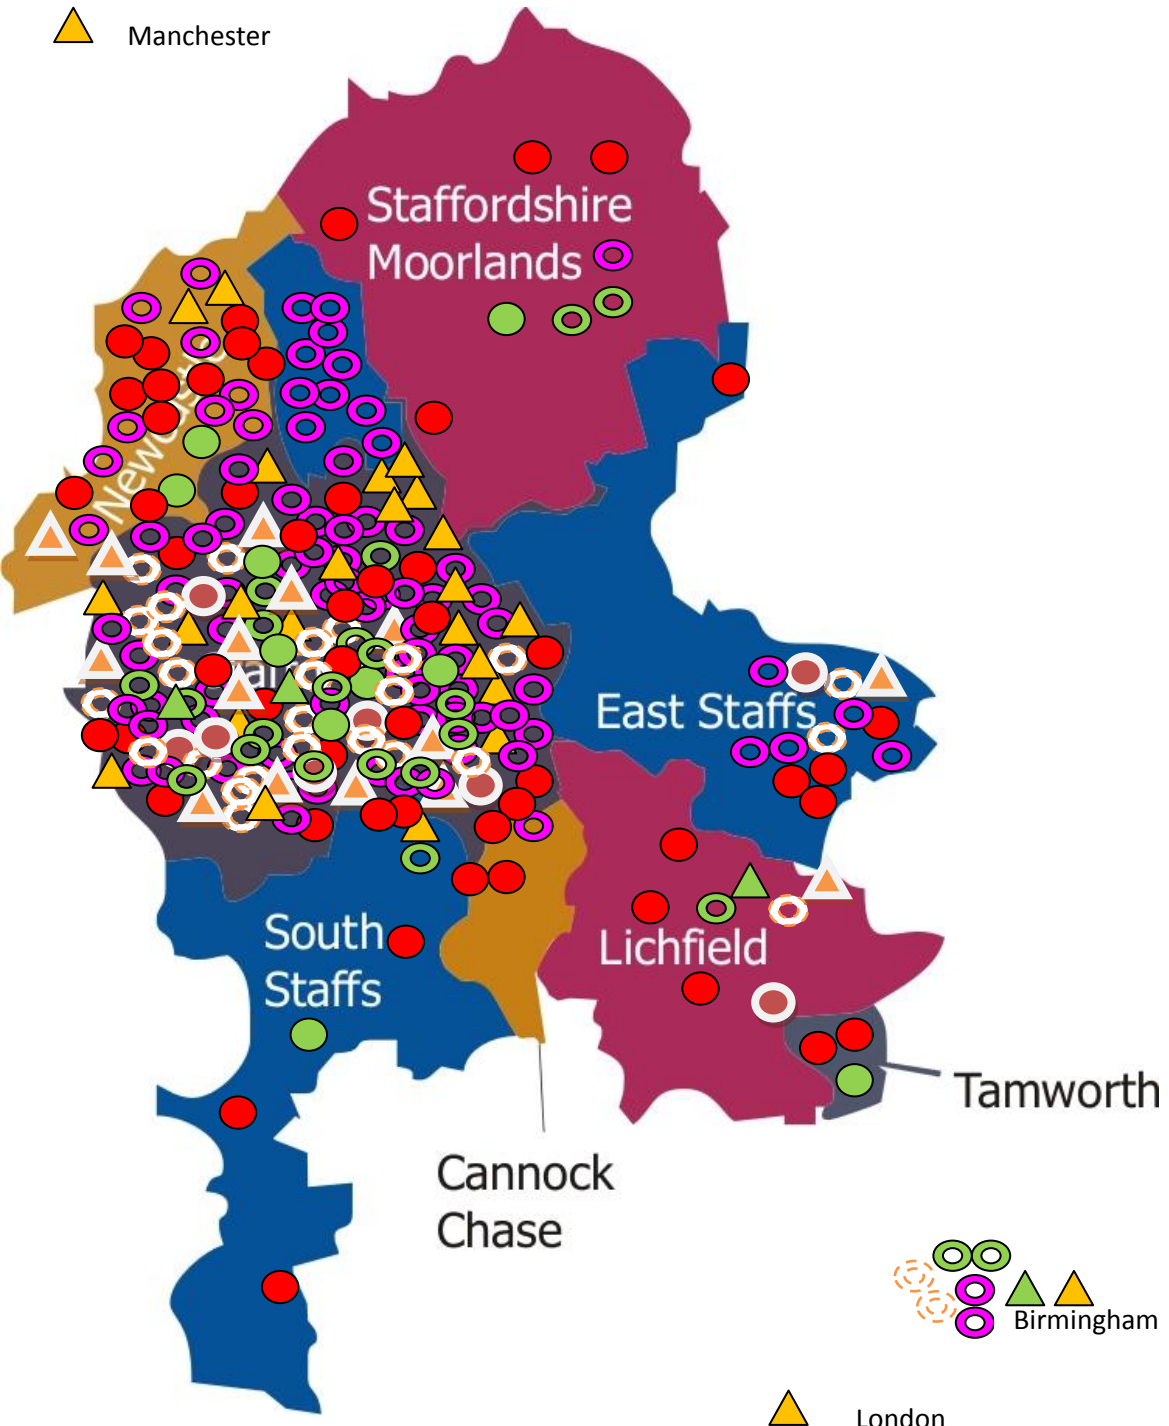 Manchester
Staffordshire
Moorlands
East Staffs
South
Staffs
Lichfield
Tamworth
Cannock
Chase
Birmingham
London